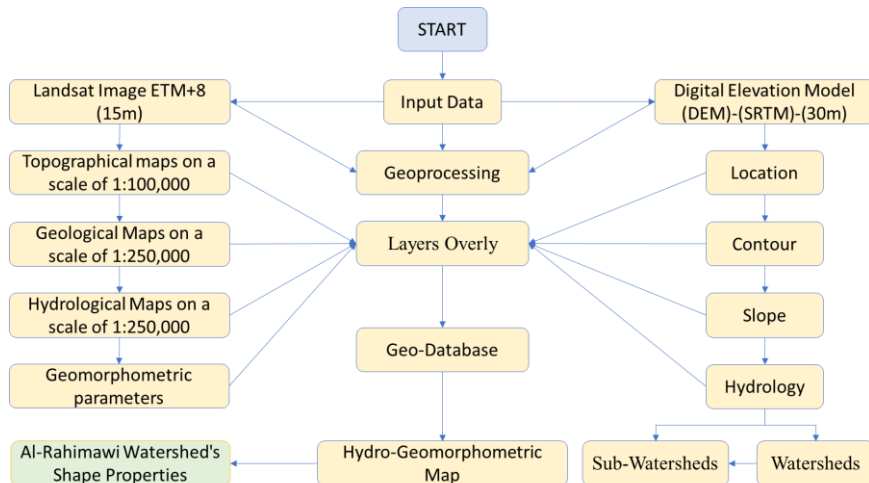 START
Landsat Image ETM+8
(15m)
Input Data
Digital Elevation Model
(DEM)-(SRTM)-(30m)
Topographical maps on a
scale of 1:100,000
Geoprocessing
Location
Geological Maps on a
scale of 1:250,000
Layers Overly
Contour
Hydrological Maps on a
scale of 1:250,000
Slope
Geo-Database
Geomorphometric
parameters
Hydrology
Al-Rahimawi Watershed's
Shape Properties
Hydro-Geomorphometric
Map
Sub-Watersheds
Watersheds